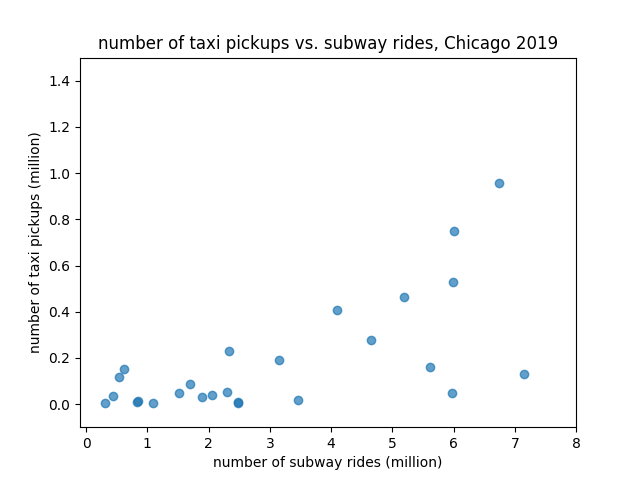 number of taxi pickups vs. subway rides, Chicago 2019
1.4
1.2
1.0
0.8
0.6
0.4
0.2
0.0
number of taxi pickups (million)
0 1 2 3 4 5 6 7 8
number of subway rides (million)